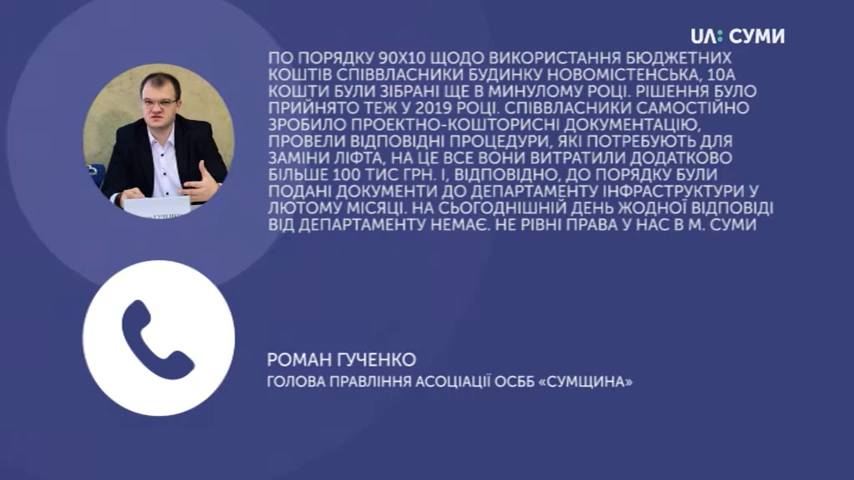 UA: СУМИ
ПО ПОРЯДКУ 90Х10 ЩОДО ВИКОРИСТАННЯ БЮДЖЕТНИХ
КОШТІВ СПІВВЛАСНИКИ БУДИНКУ НОВОМІСТЕНСЬКА, 10А
КОШТИ БУЛИ ЗІБРАНІ ЩЕ В МИНУЛОМУ РОЦІ. РІШЕННЯ БУЛО
ПРИЙНЯТО ТЕЖ У 2019 РОЦІ. СПІВВЛАСНИКИ САМОСТІЙНО
ЗРОБИЛО ПРОЕКТНО-КОШТОРИСНІ ДОКУМЕНТАЦІЮ,
ПРОВЕЛИ ВІДПОВІДНІ ПРОЦЕДУРИ, ЯКІ ПОТРЕБУЮТЬ ДЛЯ
ЗАМІНИ ЛІФТА, НА ЦЕ ВСЕ ВОНИ ВИТРАТИЛИ ДОДАТКОВО
БІЛЬШЕ 100 ТИС ГРН. І, ВІДПОВІДНО, ДО ПОРЯДКУ БУЛИ
ПОДАНІ ДОКУМЕНТИ ДО ДЕПАРТАМЕНТУ ІНФРАСТРУКТУРИ У
ЛЮТОМУ МІСЯЦІ. НА СЬОГОДНІШНІЙ ДЕНЬ ЖОДНОЇ ВІДПОВІДІ
ВІД ДЕПАРТАМЕНТУ НЕМАЄ. НЕ РІВНІ ПРАВА У НАС В М. СУМИ
РОМАН ГУЧЕНКО
ГОЛОВА ПРАВЛІННЯ АСОЦІАЦІЇ ОСББ «СУМЩИНА»